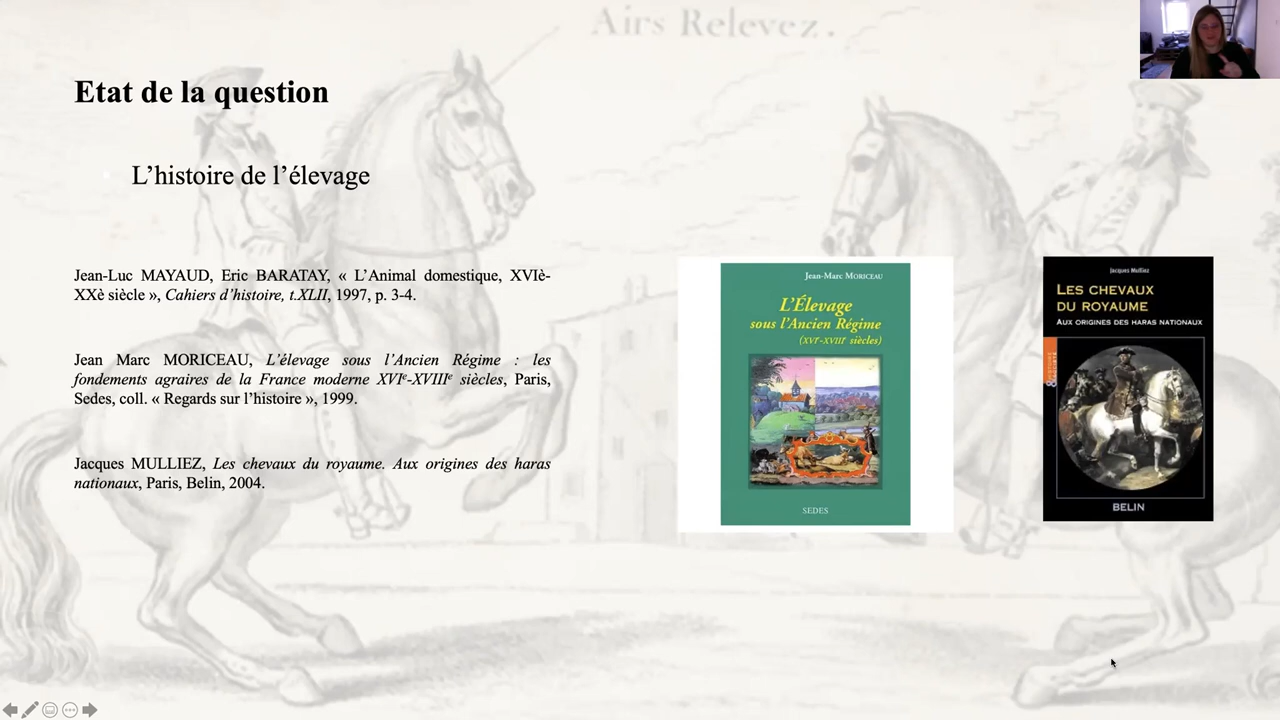 Airs Relevez.
Etat de la question
L’histoire de l’élevage
Jean-Luc MAYAUD, Eric BARATAY, « L’Animal domestique, XVIè-
XXè siècle », Cahiers d’histoire, t.XLII, 1997, p. 3-4.
Jean Marc MORICEAU, L’élevage sous l’Ancien Régime : les
fondements agraires de la France moderne XVIe-XVIIIe siècles, Paris,
Sedes, coll. « Regards sur l’histoire », 1999.
Jacques MULLIEZ, Les chevaux du royaume. Aux origines des haras
nationaux, Paris, Belin, 2004.
Jean-Marc MORICEAU
L’Élevage
sous l’Ancien Régime
(XVIe-XVIIIe siècles)
SEDES
Jacques Mulliez
LES CHEVAUX
DU ROYAUME
AUX ORIGINES DES HARAS NATIONAUX
BELIN